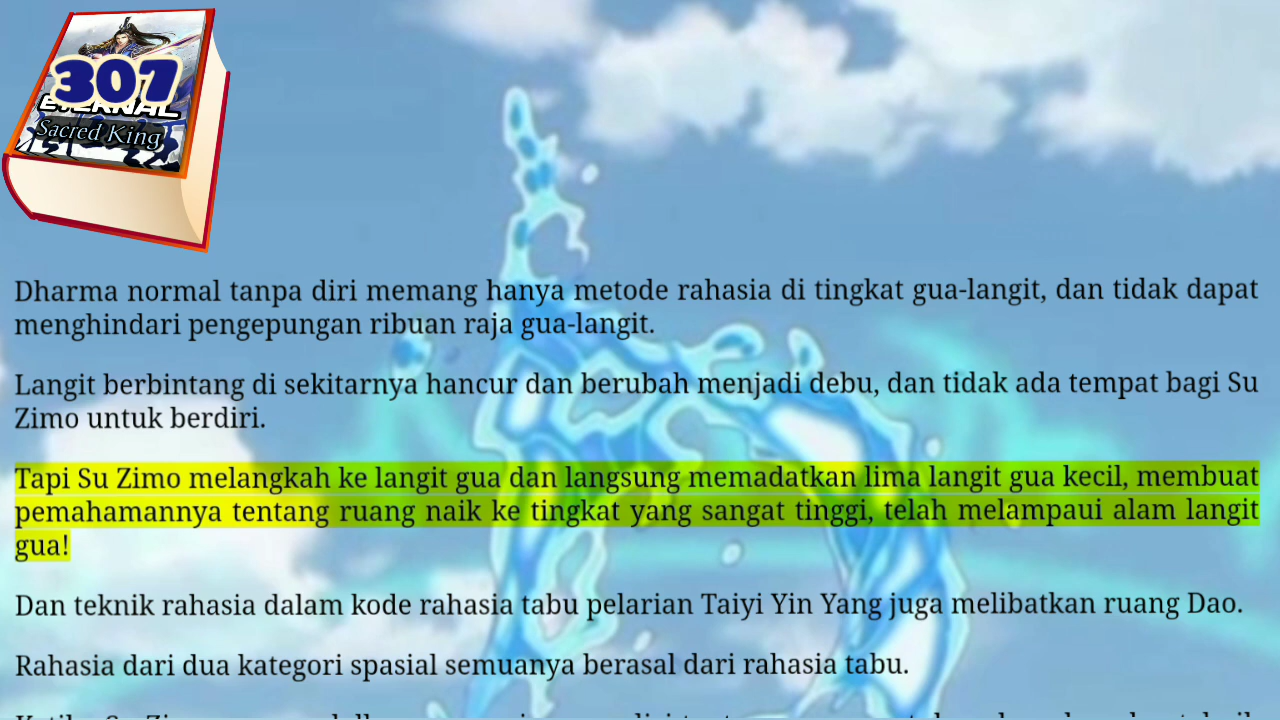 307
ETERNAL
Sacred King
Dharma normal tanpa diri memang hanya metode rahasia di tingkat gua-langit, dan tidak dapat
menghindari pengepungan ribuan raja gua-langit.
Langit berbintang di sekitarnya hancur dan berubah menjadi debu, dan tidak ada tempat bagi Su
Zimo untuk berdiri.
Tapi Su Zimo melangkah ke langit gua dan langsung memadatkan lima langit gua kecil, membuat
pemahamannya tentang ruang naik ke tingkat yang sangat tinggi, telah melampaui alam langit
gua!
Dan teknik rahasia dalam kode rahasia tabu pelarian Taiyi Yin Yang juga melibatkan ruang Dao.
Rahasia dari dua kategori spasial semuanya berasal dari rahasia tabu.